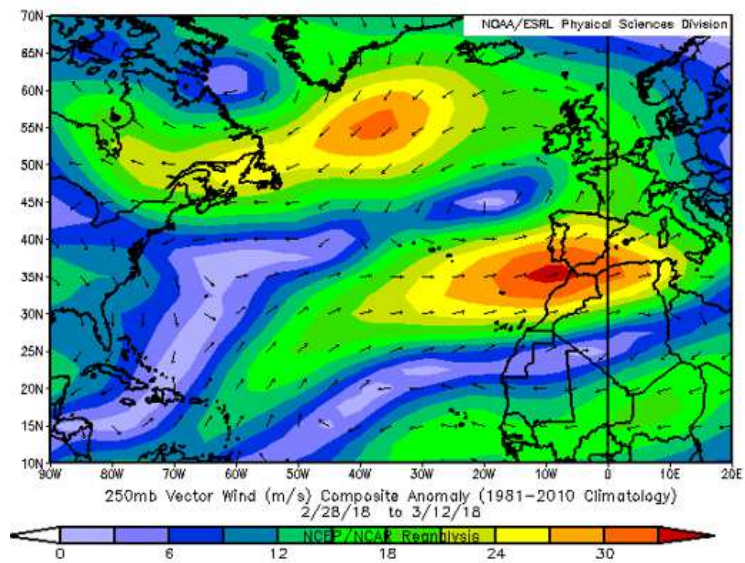 NOAA/ESRL Physical Sciences Division
70N
60N
55N
50N
45N
40N
35N
30N
25N
20N
15N
10N
90W 80W 70W 60W 50W 40W 30W 20W 10W 0 10E 20E
250mb Vector Wind (m/s) Composite Anomaly (1981-2010 Climatology)
2/28/18 to 3/12/18
NCEP/NCAR Reanalysis
0 6 12 18 24 30